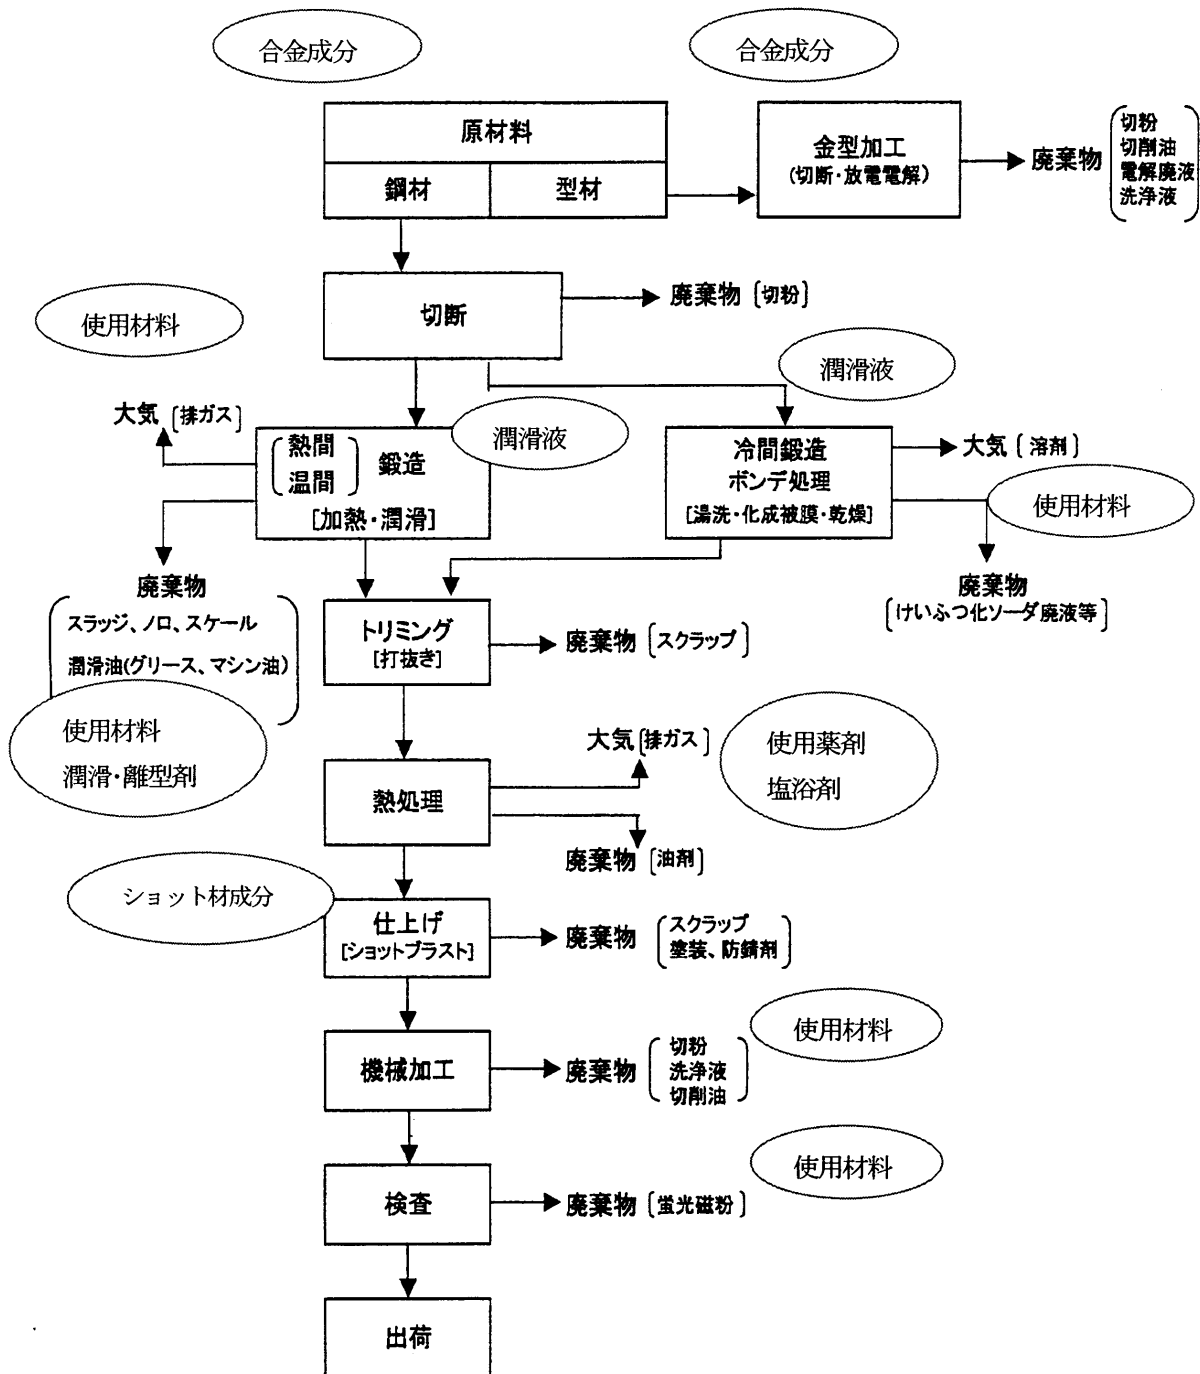 合金成分
合金成分
原材料
鋼材
型材
金型加工
(切断・放電電解)
廃棄物
切粉
切削油
電解廃液
洗浄液
切断
廃棄物 [切粉]
使用材料
潤滑液
大気 [排ガス]
潤滑液
熱間
温間
鍛造
[加熱・潤滑]
冷間鍛造
ボンデ処理
[湯洗・化成被膜・乾燥]
大気 [溶剤]
使用材料
廃棄物
スラッジ、ノロ、スケール
潤滑油(グリース、マシン油)
使用材料
潤滑・離型剤
廃棄物
[けいふつ化ソーダ廃液等]
トリミング
[打抜き]
廃棄物 [スクラップ]
大気 [排ガス]
使用薬剤
塩浴剤
熱処理
廃棄物 [油剤]
ショット材成分
仕上げ
[ショットブラスト]
廃棄物
スクラップ
塗装、防錆剤
使用材料
機械加工
廃棄物
切粉
洗浄液
切削油
使用材料
検査
廃棄物 [蛍光磁粉]
出荷